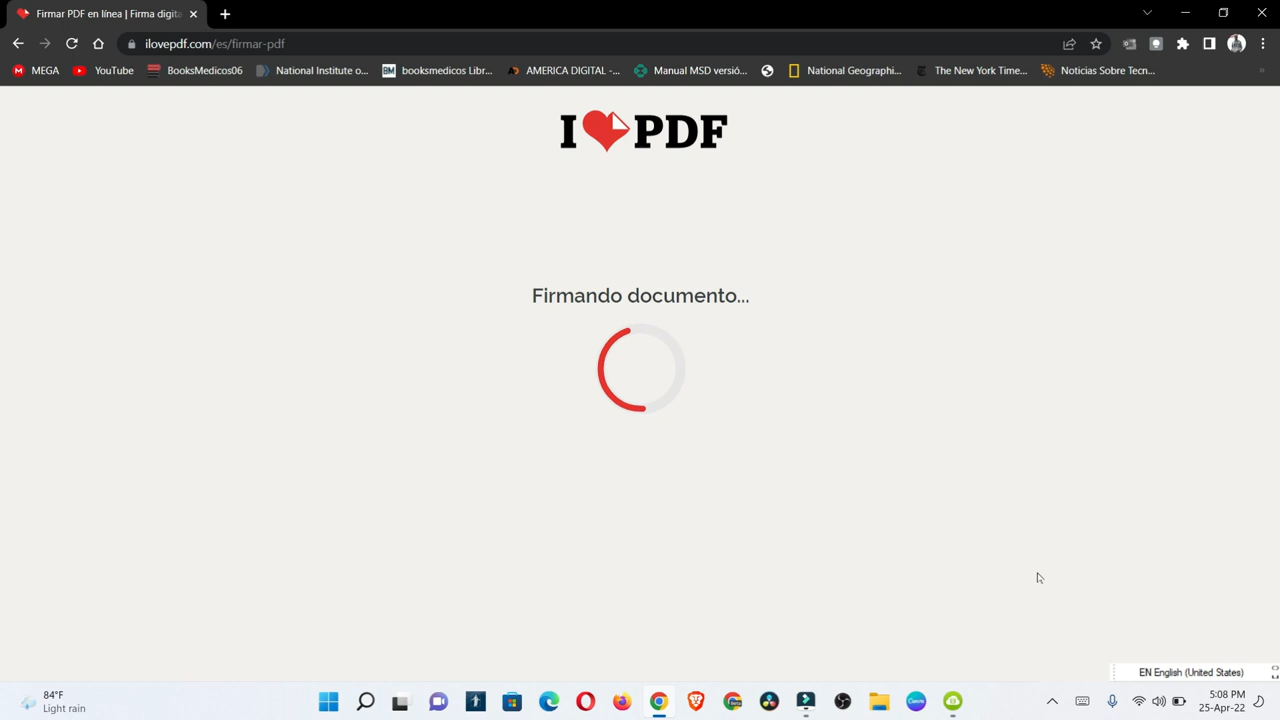 Firmar PDF en línea | Firma digita
ilovepdf.com/es/firmar-pdf
MEGA
YouTube
BooksMedicos06
National Institute o...
BM
booksmedicos Libr...
AMERICA DIGITAL -...
Manual MSD versió...
National Geographi...
The New York Time...
Noticias Sobre Tecn...
I PDF
Firmando documento...
EN English (United States)
84°F
Light rain
5:08 PM
25-Apr-22